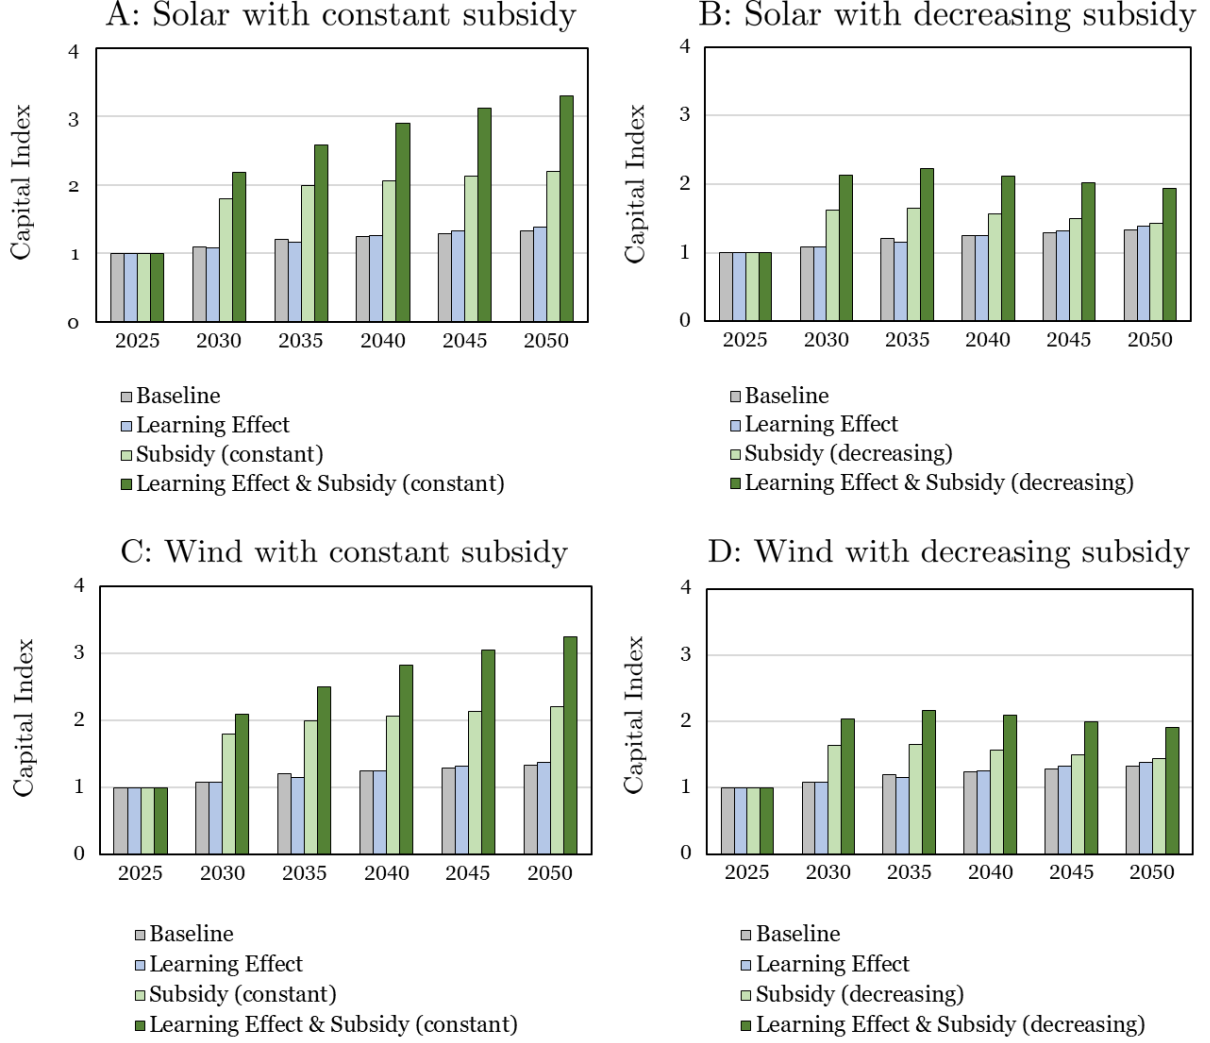 A: Solar with constant subsidy
Capital Index
4
3
2
1
0
2025 2030 2035 2040 2045 2050
Baseline
Learning Effect
Subsidy (constant)
Learning Effect & Subsidy (constant)
B: Solar with decreasing subsidy
Capital Index
4
3
2
1
0
2025 2030 2035 2040 2045 2050
Baseline
Learning Effect
Subsidy (decreasing)
Learning Effect & Subsidy (decreasing)
C: Wind with constant subsidy
Capital Index
4
3
2
1
0
2025 2030 2035 2040 2045 2050
Baseline
Learning Effect
Subsidy (constant)
Learning Effect & Subsidy (constant)
D: Wind with decreasing subsidy
Capital Index
4
3
2
1
0
2025 2030 2035 2040 2045 2050
Baseline
Learning Effect
Subsidy (decreasing)
Learning Effect & Subsidy (decreasing)